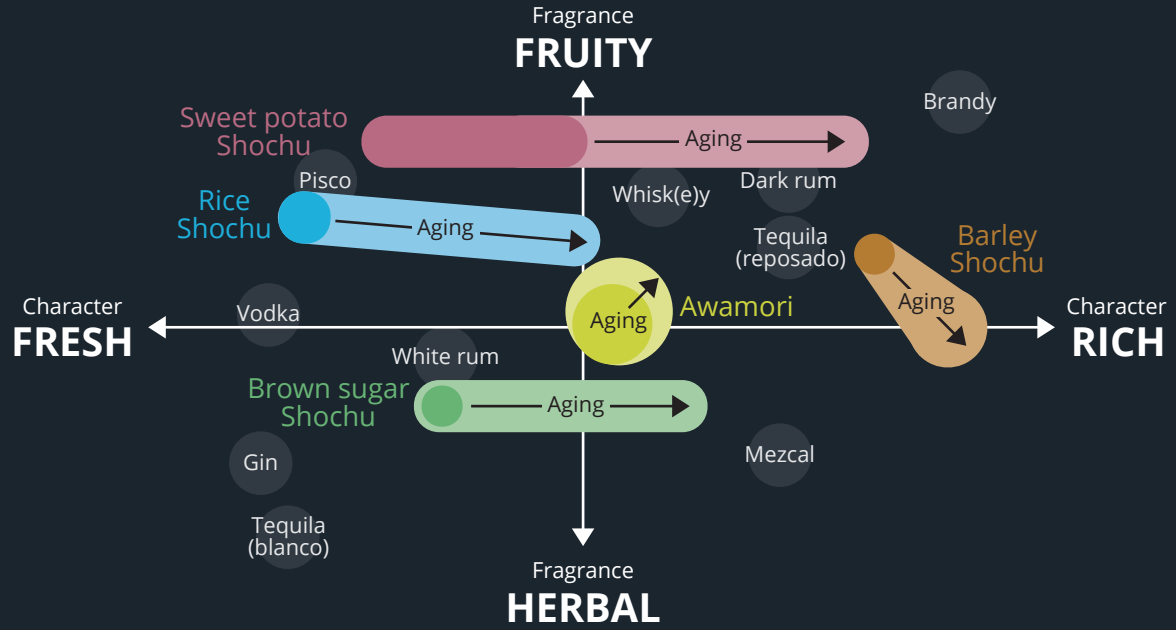 Fragrance
FRUITY
Brandy
Sweet potato
Shochu
Aging
Pisco
Whisk(e)y
Dark rum
Rice
Shochu
Aging
Tequila
(reposado)
Barley
Shochu
Aging
Character
FRESH
Vodka
Aging
Awamori
Character
RICH
White rum
Brown sugar
Shochu
Aging
Mezcal
Gin
Tequila
(blanco)
Fragrance
HERBAL